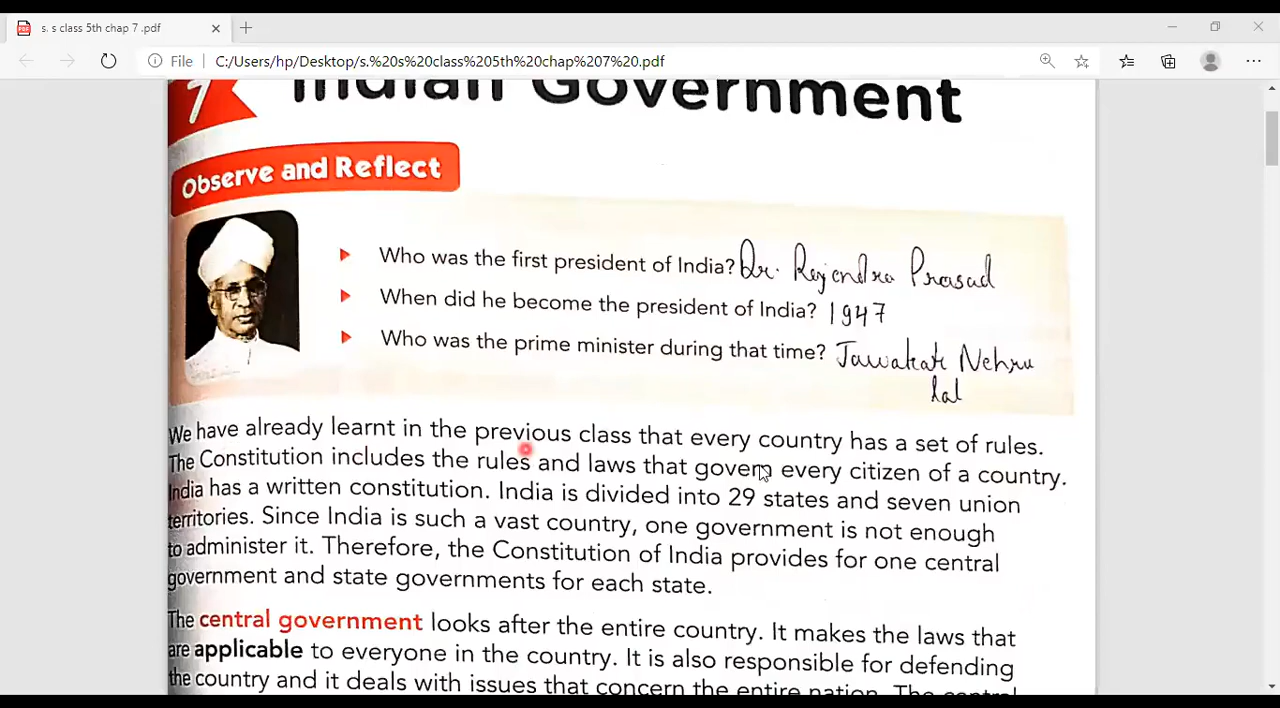 s. s class 5th chap 7 .pdf
File
C:/Users/hp/Desktop/s.%20s%20class%205th%20chap%207%20.pdf
7 Indian Government
Observe and Reflect
Who was the first president of India? Dr. Rajendra Prasad
When did he become the president of India? 1947
Who was the prime minister during that time? Jawahar Nehru
lal
We have already learnt in the previous class that every country has a set of rules.
The Constitution includes the rules and laws that govern every citizen of a country.
India has a written constitution. India is divided into 29 states and seven union
territories. Since India is such a vast country, one government is not enough
to administer it. Therefore, the Constitution of India provides for one central
government and state governments for each state.
The central government looks after the entire country. It makes the laws that
are applicable to everyone in the country. It is also responsible for defending
the country and it deals with issues that concern the entire nation. The central